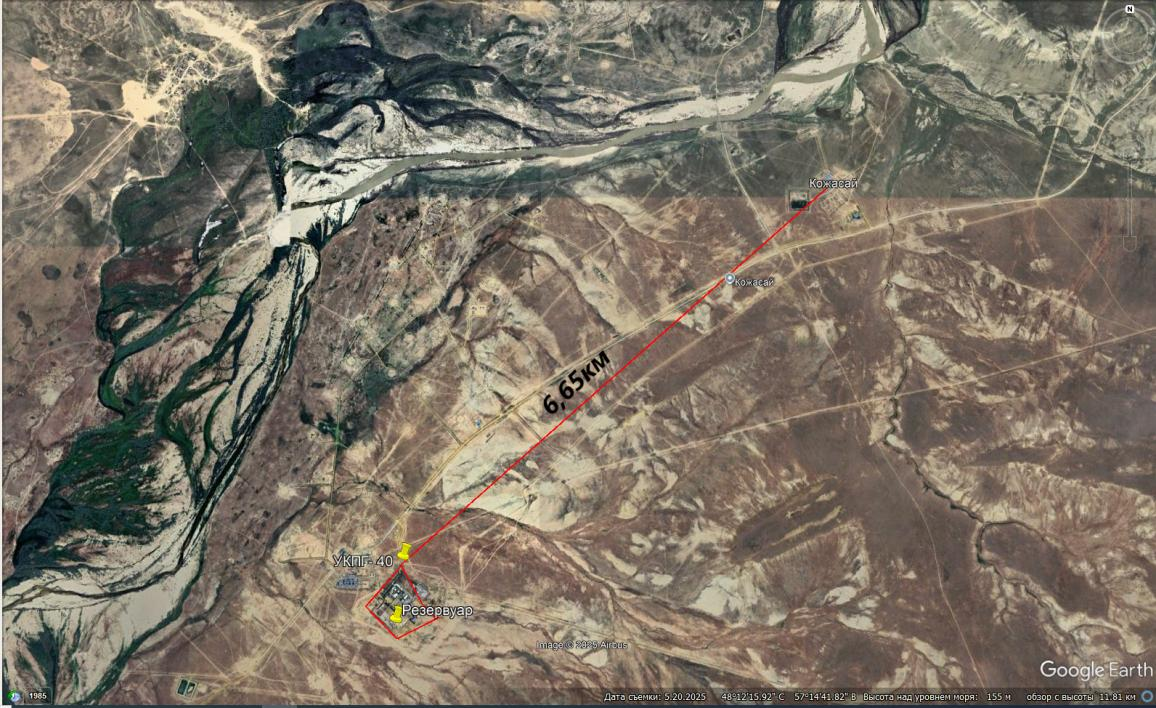 N
Кожасай
Кожасай
6,65км
УКПГ- 40
Резервуар
Image © 2025 Airbus
Google Earth
1985
Дата съемки: 5.20.2025 48°12'15.92" С 57°14'41.82" В Высота над уровнем моря: 155 м обзор с высоты 11.81 км